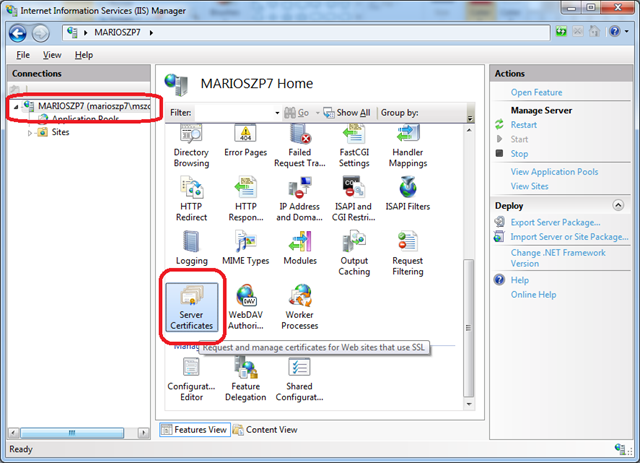 Internet Information Services (IIS) Manager
MARIOSZP7
File View Help
Connections
MARIOSZP7 (marioszp7\mszc
Application Pools
Sites
MARIOSZP7 Home
Filter: Go Show All Group by:
Directory Browsing
Error Pages
Failed Request Tra...
FastCGI Settings
Handler Mappings
HTTP Redirect
HTTP Respon...
IP Address and Doma...
ISAPI and CGI Restri...
ISAPI Filters
Logging
MIME Types
Modules
Output Caching
Request Filtering
Server Certificates
WebDAV Authori...
Worker Processes
Request and manage certificates for Web sites that use SSL
Configurat... Editor
Feature Delegation
Shared Configurat...
Features View
Content View
Actions
Open Feature
Manage Server
Restart
Start
Stop
View Application Pools
View Sites
Deploy
Export Server Package...
Import Server or Site Package...
Change .NET Framework
Version
Help
Online Help
Ready